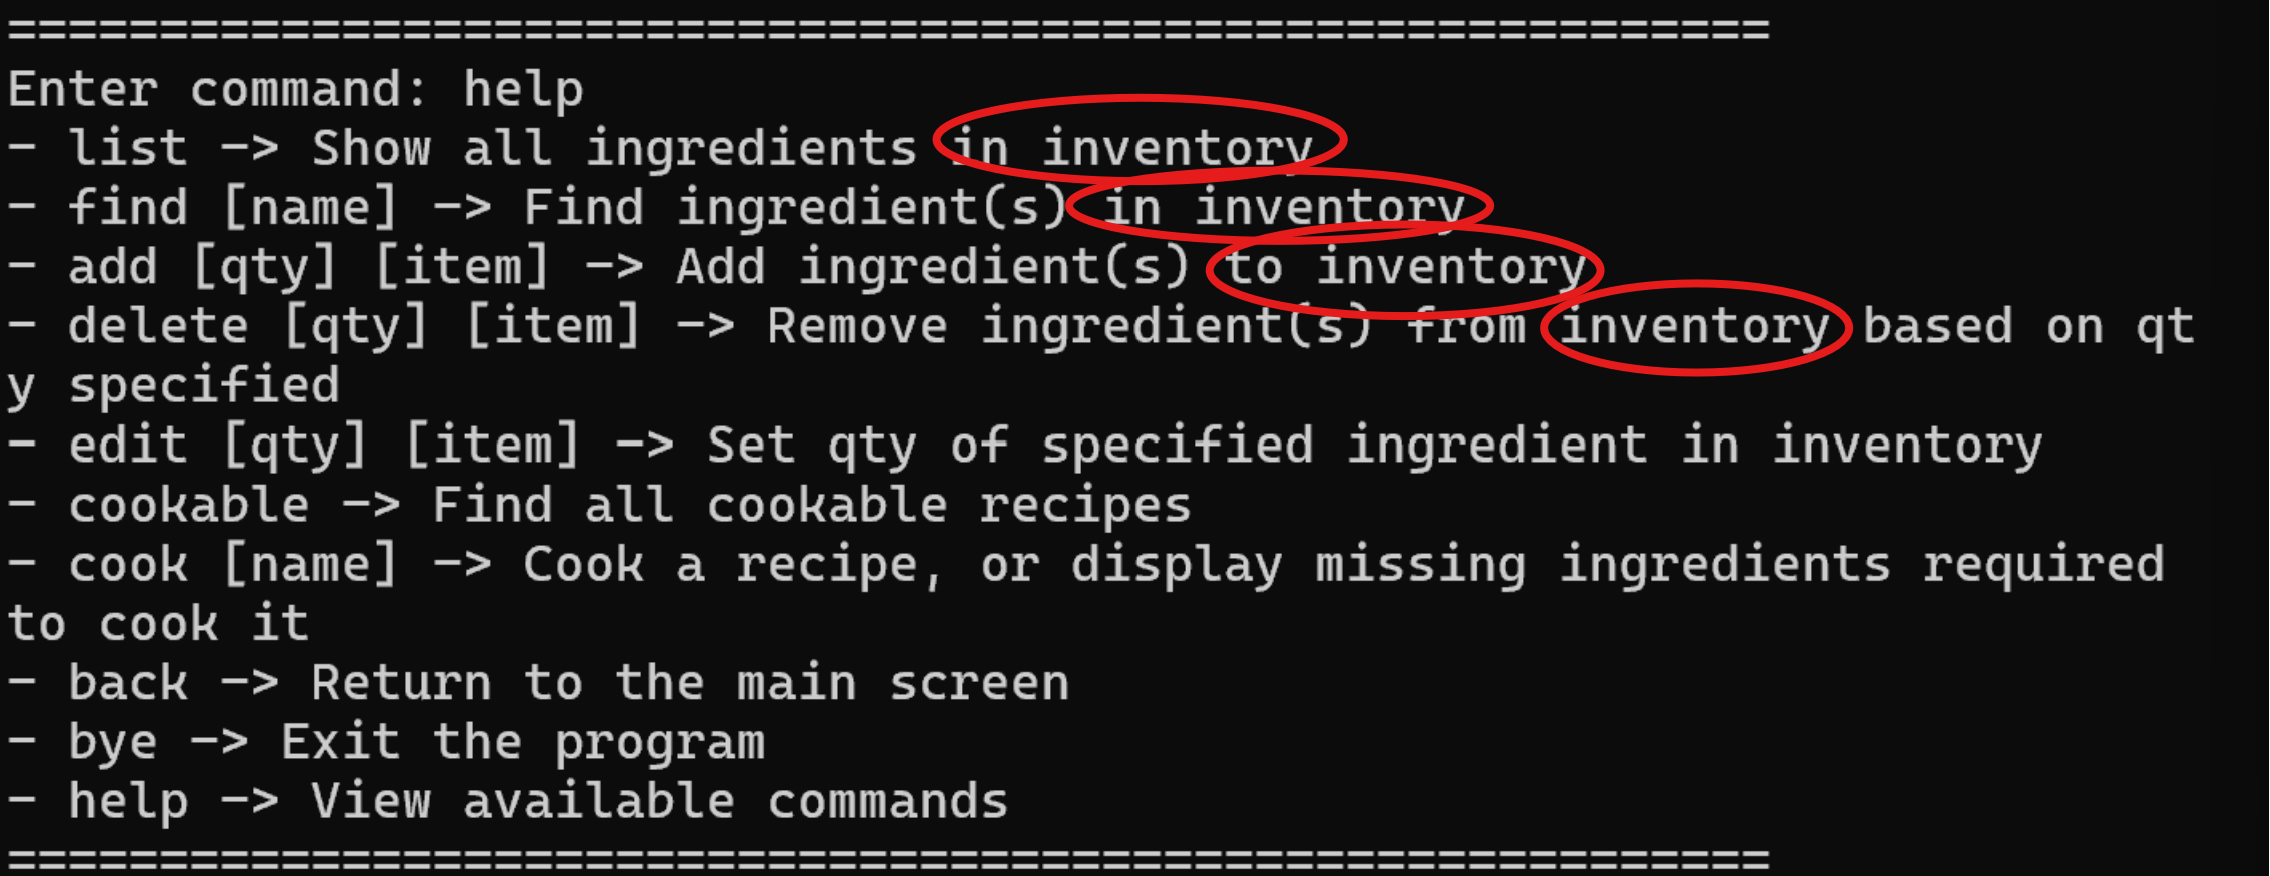 ==========================================================
Enter command: help
- list -> Show all ingredients in inventory
- find [name] -> Find ingredient(s) in inventory
- add [qty] [item] -> Add ingredient(s) to inventory
- delete [qty] [item] -> Remove ingredient(s) from inventory based on qt
y specified
- edit [qty] [item] -> Set qty of specified ingredient in inventory
- cookable -> Find all cookable recipes
- cook [name] -> Cook a recipe, or display missing ingredients required
to cook it
- back -> Return to the main screen
- bye -> Exit the program
- help -> View available commands
==========================================================